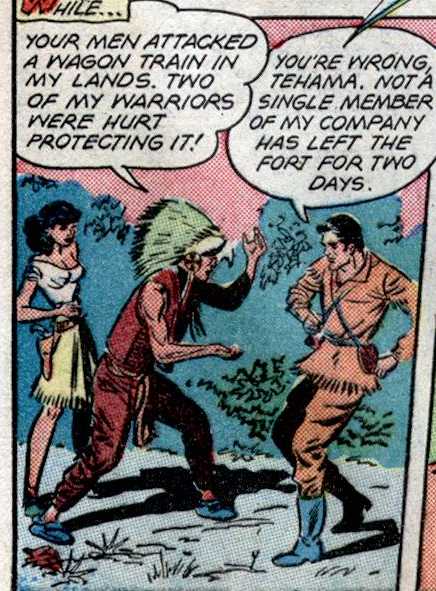 WHILE...
YOUR MEN ATTACKED
A WAGON TRAIN IN
MY LANDS. TWO
OF MY WARRIORS
WERE HURT
PROTECTING IT!
YOU'RE WRONG,
TEHAMA. NOT A
SINGLE MEMBER
OF MY COMPANY
HAS LEFT THE
FORT FOR TWO
DAYS.